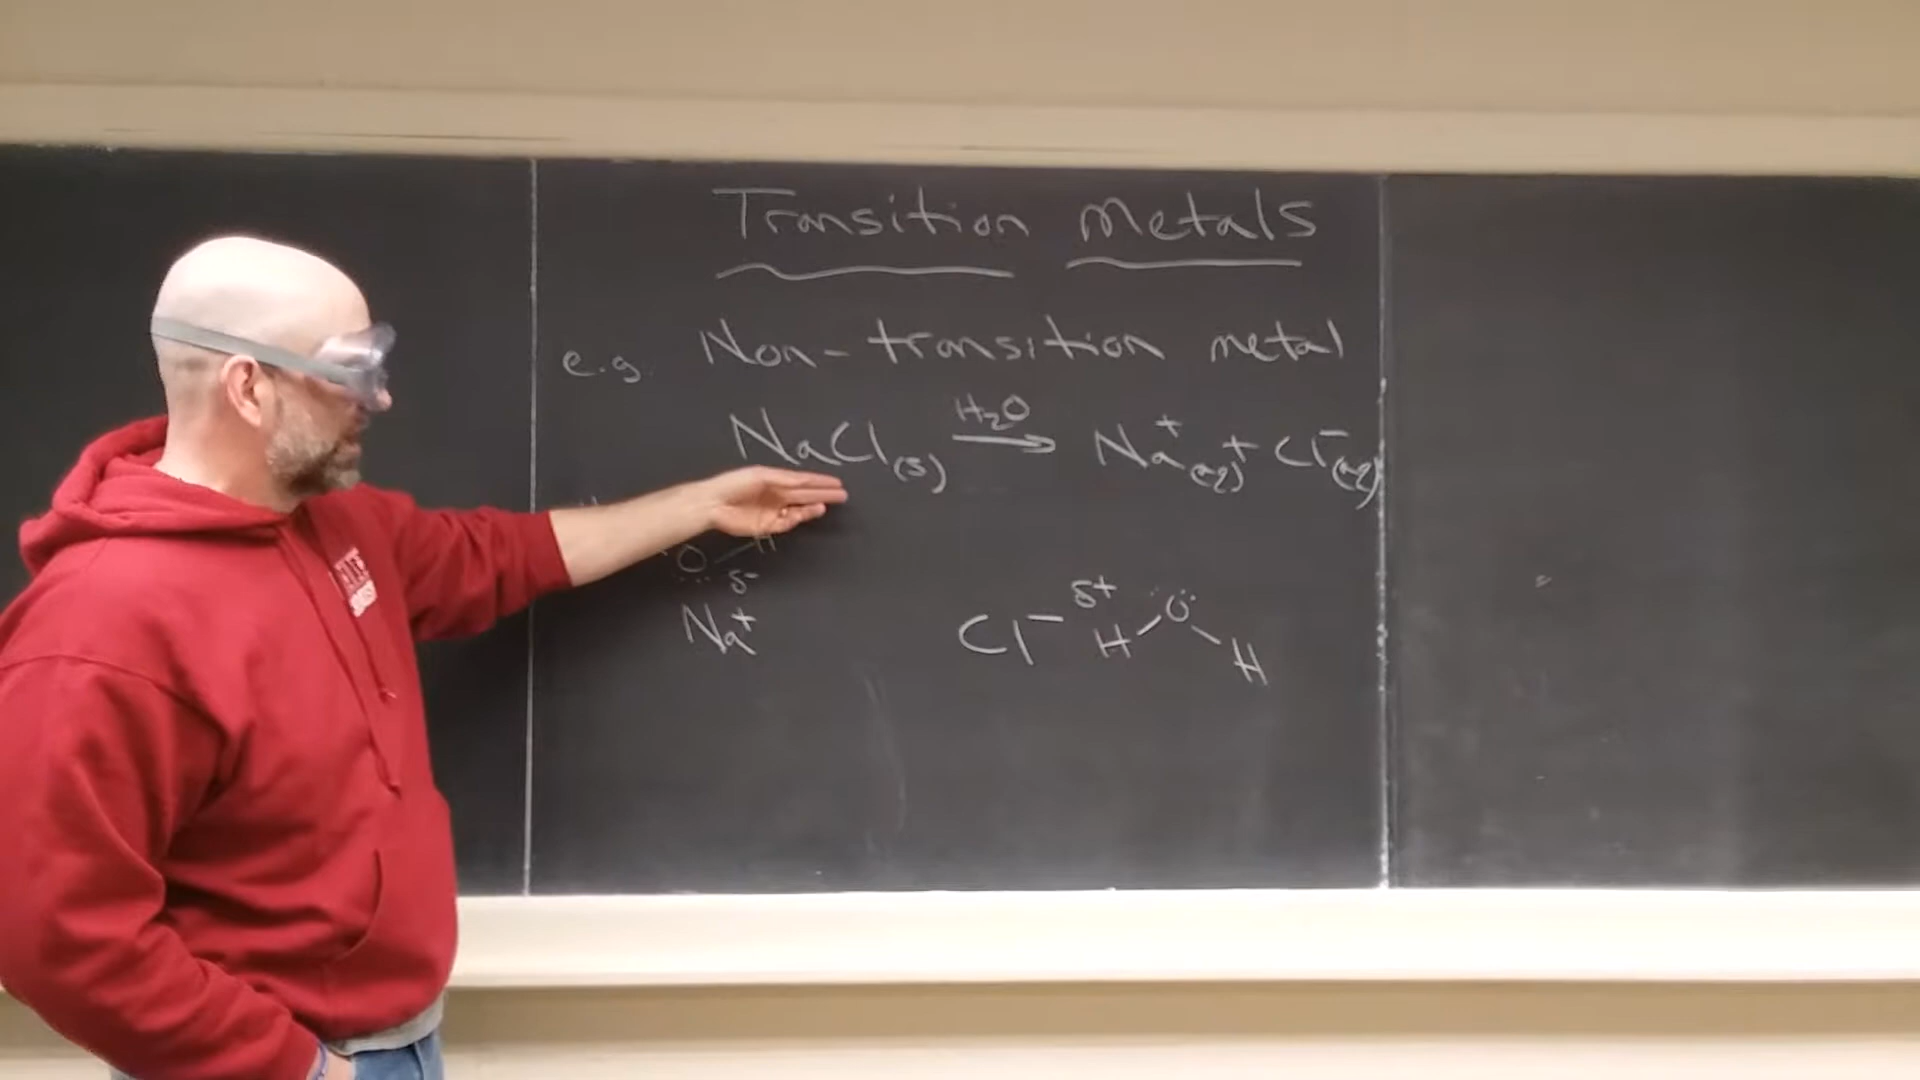 Transition Metals
e.g. Non-transition metal
NaCl(s) H2O → Na+(aq) + Cl-(aq)
O H
δ-
Na+
Cl- δ+ H O H